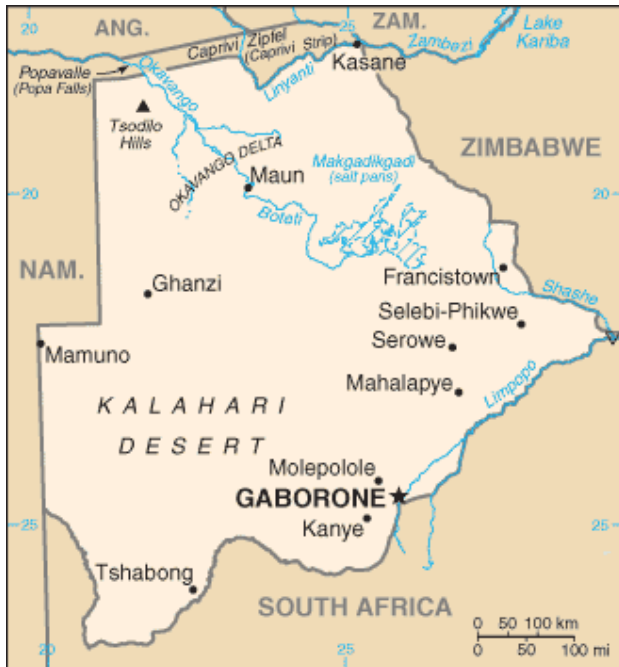 20
ANG.
25
ZAM.
Lake
Kariba
Caprivi Zipfel
(Caprivi Strip)
Zambezi
Popavalle
(Popa Falls)
Okavango
Linyanti
Kasane
Tsodilo
Hills
OKAVANGO DELTA
ZIMBABWE
Makgadikgadi
(salt pans)
20
Maun
20
Boteti
NAM.
Ghanzi
Francistown
Shashe
Selebi-Phikwe
Serowe
Mamuno
Mahalapye
Limpopo
KALAHARI
DESERT
Molepolole
GABORONE
25
Kanye
25
Tshabong
SOUTH AFRICA
0 50 100 km
0 50 100 mi
20
25